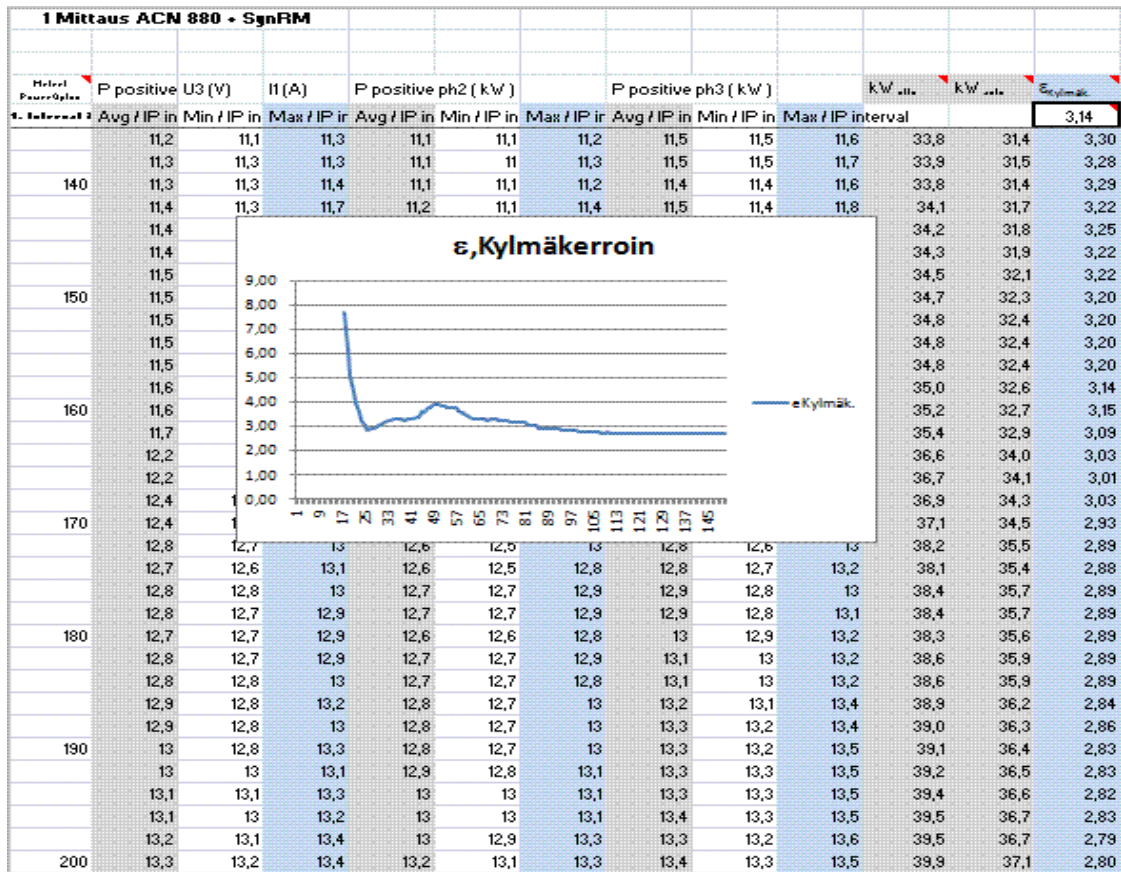 1 Mittaus ACN 880 + SynRM
P positive U3 (V) I1 (A) P positive ph2 ( kW ) P positive ph3 ( kW ) kW kW εKylmäk.
Avg / IP in Min / IP in Max / IP ir Avg / IP in Min / IP in Max / IP ir Avg / IP in Min / IP in Max / IP interval 3,14
11,2 11,1 11,3 11,1 11,1 11,2 11,5 11,5 11,6 33,8 31,4 3,30
11,3 11,3 11,3 11,1 11 11,3 11,5 11,5 11,7 33,9 31,5 3,28
140 11,3 11,3 11,4 11,1 11,1 11,2 11,4 11,4 11,6 33,8 31,4 3,29
11,4 11,3 11,7 11,2 11,1 11,4 11,5 11,4 11,8 34,1 31,7 3,22
11,4 34,2 31,8 3,25
11,4 34,3 31,9 3,22
11,5 34,5 32,1 3,22
150 11,5 34,7 32,3 3,20
11,5 34,8 32,4 3,20
11,5 34,8 32,4 3,20
11,5 34,8 32,4 3,20
11,6 35,0 32,6 3,14
160 11,6 35,2 32,7 3,15
11,7 35,4 32,9 3,09
12,2 36,6 34,0 3,03
12,2 36,7 34,1 3,01
12,4 36,9 34,3 3,03
170 12,4 37,1 34,5 2,93
ε,Kylmäkerroin
9,00
8,00
7,00
6,00
5,00
4,00
3,00
2,00
1,00
0,00
1 9 17 25 33 41 49 57 65 73 81 89 97 105 113 121 129 137 145
eKylmäk.
12,8 12,7 13 12,6 12,5 13 12,8 12,6 13 38,2 35,5 2,89
12,7 12,6 13,1 12,6 12,5 12,8 12,8 12,7 13,2 38,1 35,4 2,88
12,8 12,8 13 12,7 12,7 12,9 12,9 12,8 13 38,4 35,7 2,89
12,8 12,7 12,9 12,7 12,7 12,9 12,9 12,8 13,1 38,4 35,7 2,89
180 12,7 12,7 12,9 12,6 12,6 12,8 13 12,9 13,2 38,3 35,6 2,89
12,8 12,7 12,9 12,7 12,7 12,9 13,1 13 13,2 38,6 35,9 2,89
12,8 12,8 13 12,7 12,7 12,8 13,1 13 13,2 38,6 35,9 2,89
12,9 12,8 13,2 12,8 12,7 13 13,2 13,1 13,4 38,9 36,2 2,84
12,9 12,8 13 12,8 12,7 13 13,3 13,2 13,4 39,0 36,3 2,86
190 13 12,8 13,3 12,8 12,7 13 13,3 13,2 13,5 39,1 36,4 2,83
13 13 13,1 12,9 12,8 13,1 13,3 13,3 13,5 39,2 36,5 2,83
13,1 13,1 13,3 13 13 13,1 13,3 13,3 13,5 39,4 36,6 2,82
13,1 13 13,2 13 13 13,1 13,4 13,3 13,5 39,5 36,7 2,83
13,2 13,1 13,4 13 12,9 13,3 13,3 13,2 13,6 39,5 36,7 2,79
200 13,3 13,2 13,4 13,2 13,1 13,3 13,4 13,3 13,5 39,9 37,1 2,80